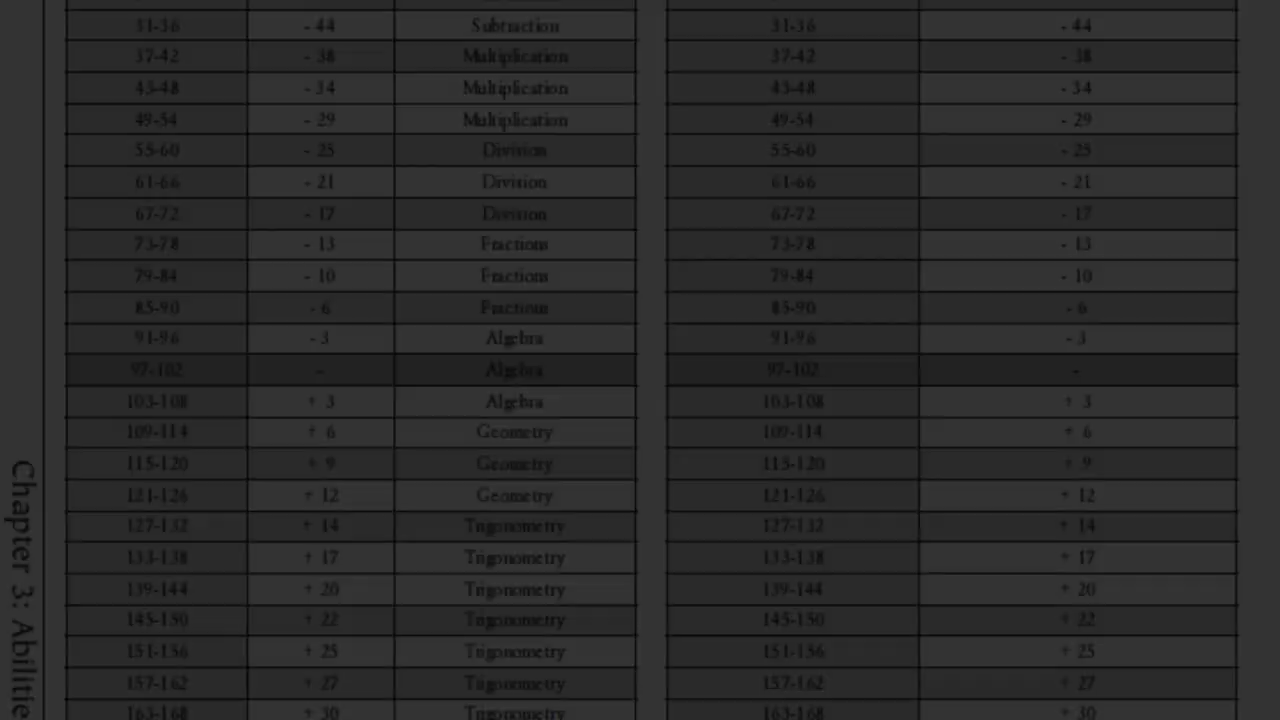 31-36 - 44 Subtraction 31-36 - 44
37-42 - 38 Multiplication 37-42 - 38
43-48 - 34 Multiplication 43-48 - 34
49-54 - 29 Multiplication 49-54 - 29
55-60 - 25 Division 55-60 - 25
61-66 - 21 Division 61-66 - 21
67-72 - 17 Division 67-72 - 17
73-78 - 13 Fractions 73-78 - 13
79-84 - 10 Fractions 79-84 - 10
85-90 - 6 Fractions 85-90 - 6
91-96 - 3 Algebra 91-96 - 3
97-102 - Algebra 97-102 -
103-108 + 3 Algebra 103-108 + 3
109-114 + 6 Geometry 109-114 + 6
115-120 + 9 Geometry 115-120 + 9
121-126 + 12 Geometry 121-126 + 12
127-132 + 14 Trigonometry 127-132 + 14
133-138 + 17 Trigonometry 133-138 + 17
139-144 + 20 Trigonometry 139-144 + 20
145-150 + 22 Trigonometry 145-150 + 22
151-156 + 25 Trigonometry 151-156 + 25
157-162 + 27 Trigonometry 157-162 + 27
163-168 + 30 Trigonometry 163-168 + 30
Chapter 3: Abilitie